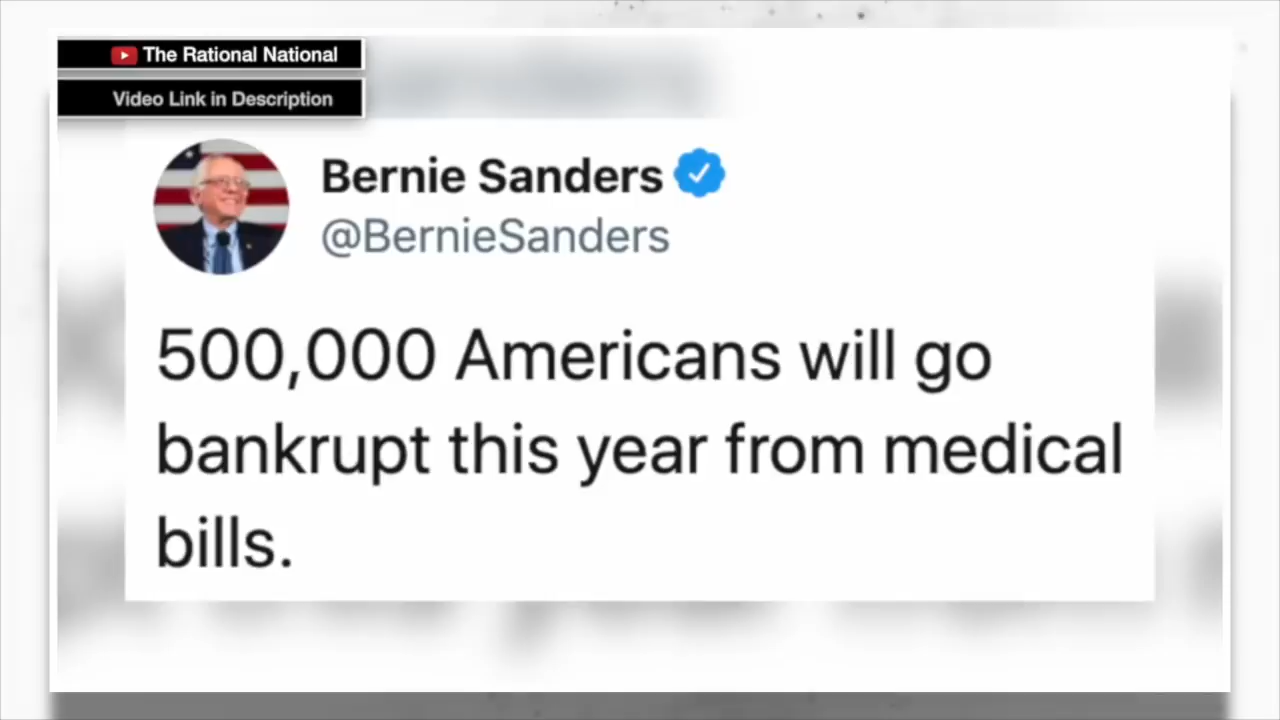 The Rational National
Video Link in Description
Bernie Sanders
@BernieSanders
500,000 Americans will go
bankrupt this year from medical
bills.